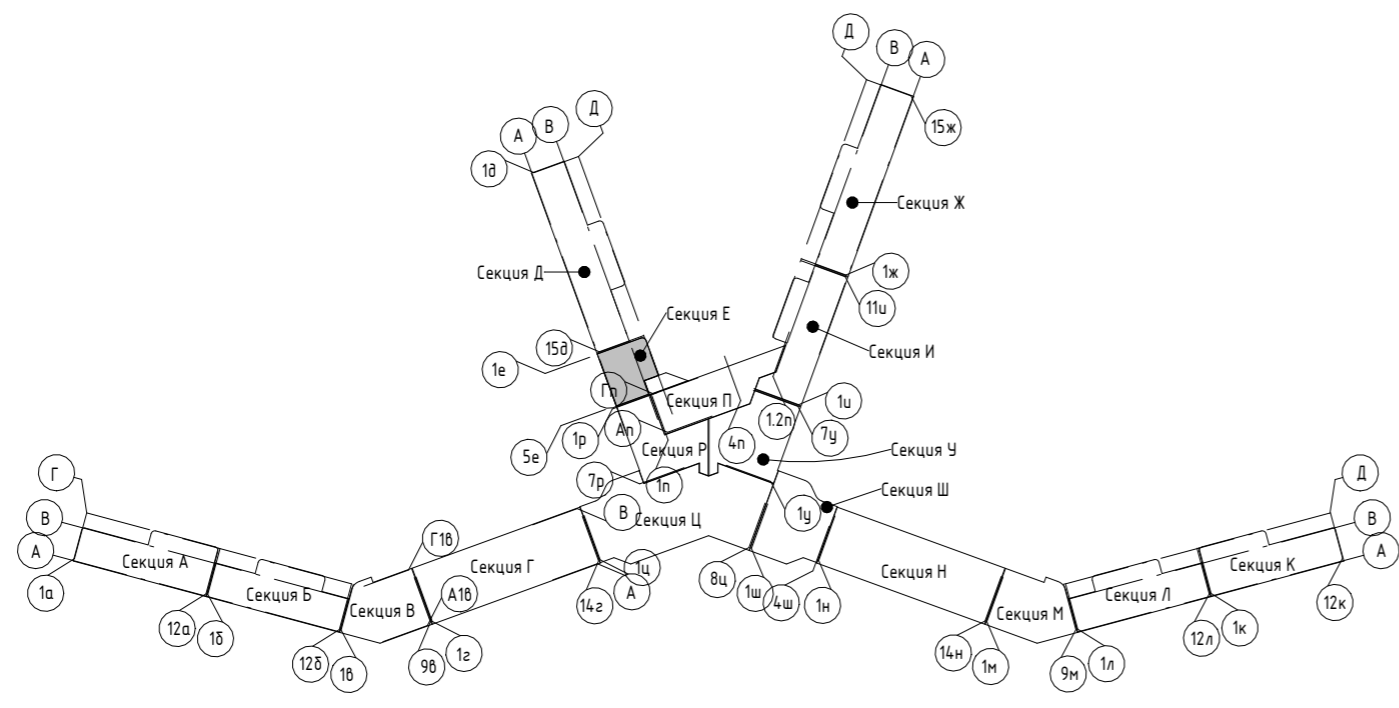 Д
В
А
15ж
Д
В
А
1д
Секция Ж
Секция Д
1ж
11и
Секция Е
15д
Секция И
1е
Гп
Секция П
1и
1.2п
7у
Ап
1р
4п
5е
Секция Р
Секция У
7р
1п
Г
Д
Секция Ш
В
Секция Ц
1у
В
В
А
Г1в
А
Секция А
Секция Г
Секция К
1ц
Секция Н
8ц
А
1а
Секция Б
А1в
14г
1ш
4ш
1н
Секция Л
12к
Секция В
Секция М
12а
1б
12л
1к
12б
1в
9в
1г
14н
1м
9м
1л